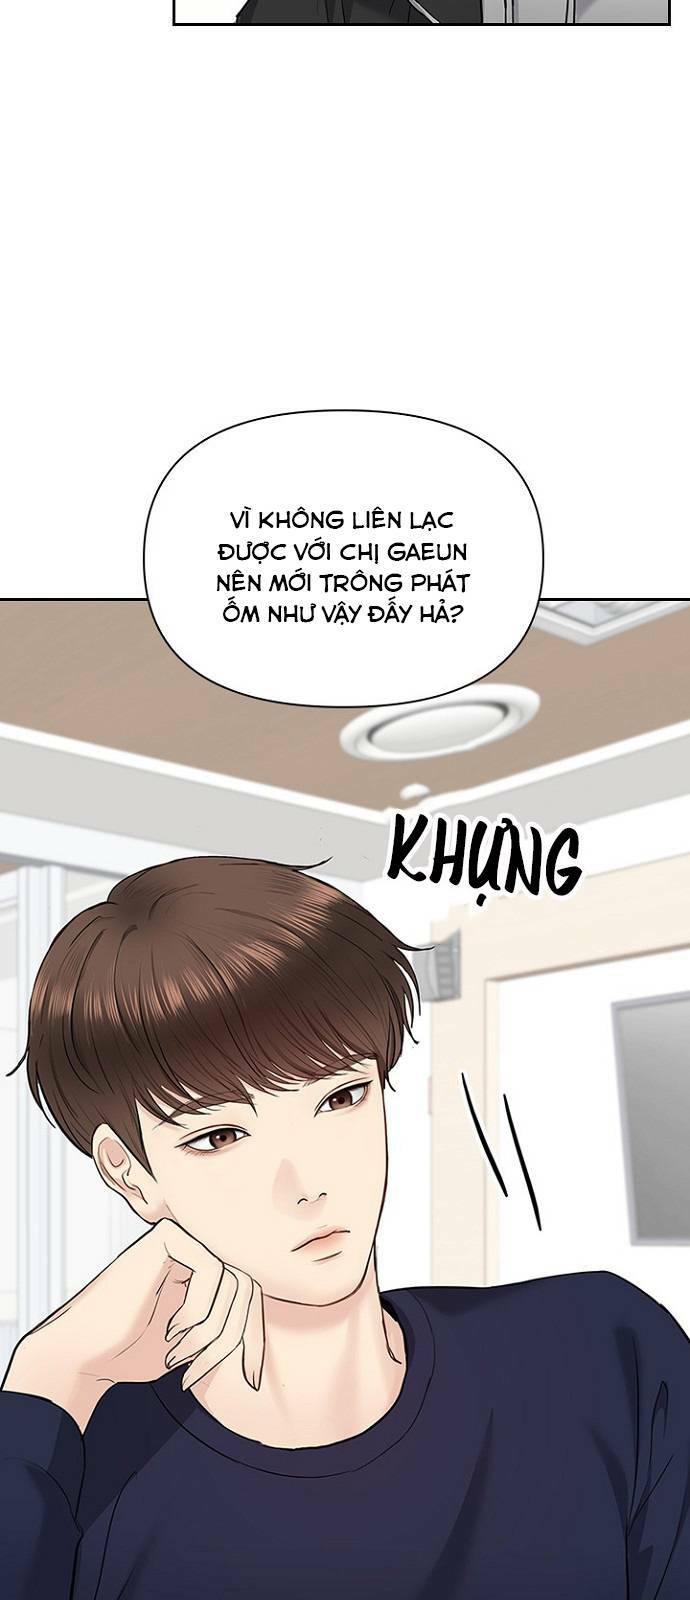 VÌ KHÔNG LIÊN LẠC
ĐƯỢC VỚI CHỊ GAEUN
NÊN MỚI TRÔNG PHÁT
ỐM NHƯ VẬY ĐẤY HẢ?
KHỰNG